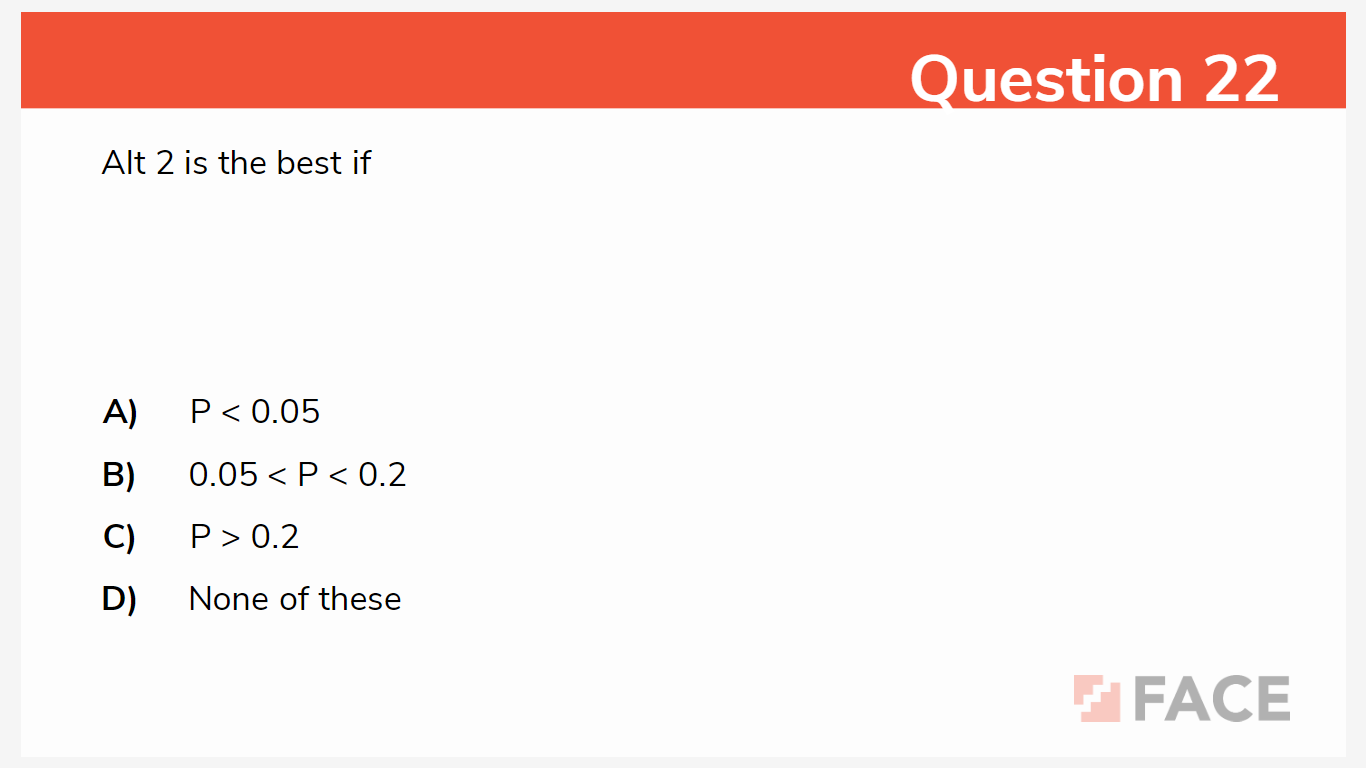 Question 22
Alt 2 is the best if
A) P < 0.05
B) 0.05 < P < 0.2
C) P > 0.2
D) None of these
FACE